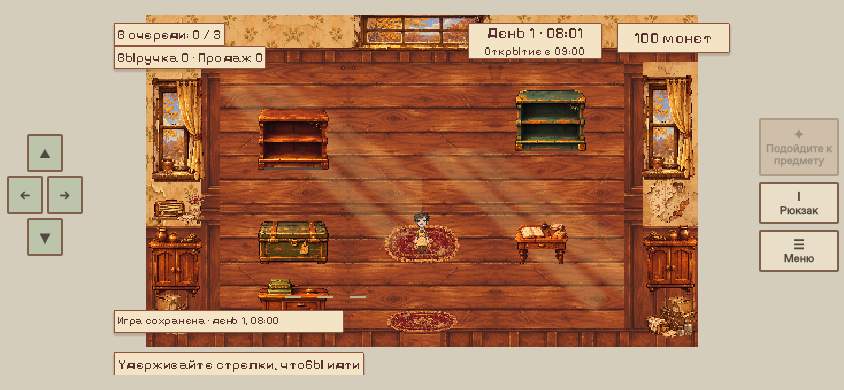 В очереди: 0 / 3
Выручка 0 · Продаж 0
День 1 · 08:01
Открытие в 09:00
100 монет
Подойдите к
предмету
I
Рюкзак
Меню
Игра сохранена · день 1, 08:00
Удерживайте стрелки, чтобы идти